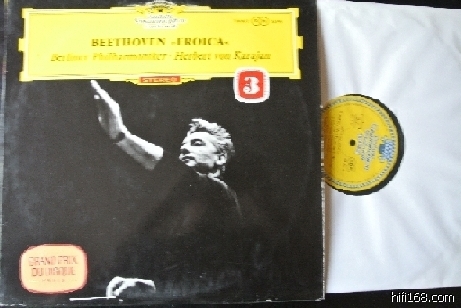 BEETHOVEN »EROICA«
Berliner Philharmoniker · Herbert von Karajan
STEREO
3
GRAND PRIX
DU DISQUE
hifi168.com